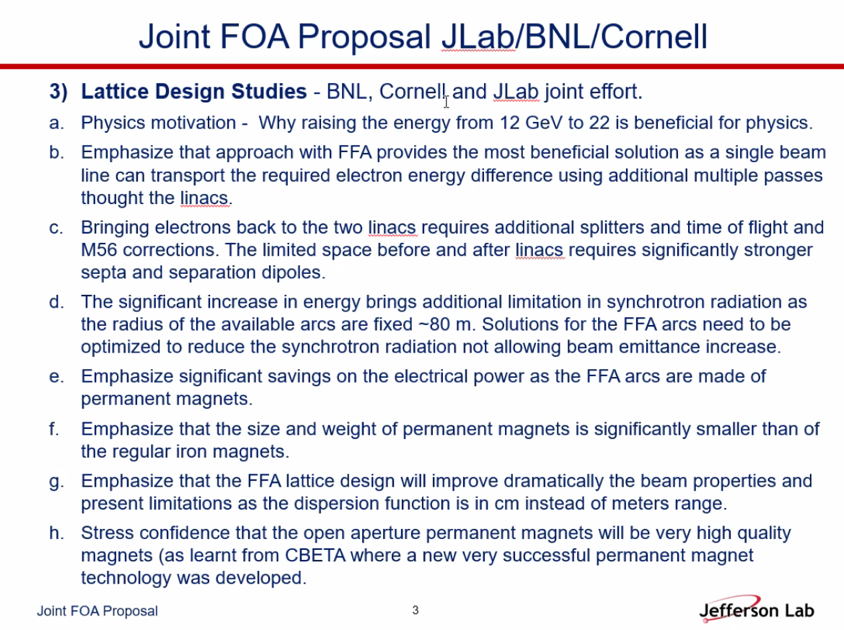 Joint FOA Proposal JLab/BNL/Cornell
3) Lattice Design Studies - BNL, Cornell and JLab joint effort.
a. Physics motivation - Why raising the energy from 12 GeV to 22 is beneficial for physics.
b. Emphasize that approach with FFA provides the most beneficial solution as a single beam
line can transport the required electron energy difference using additional multiple passes
thought the linacs.
c. Bringing electrons back to the two linacs requires additional splitters and time of flight and
M56 corrections. The limited space before and after linacs requires significantly stronger
septa and separation dipoles.
d. The significant increase in energy brings additional limitation in synchrotron radiation as
the radius of the available arcs are fixed ~80 m. Solutions for the FFA arcs need to be
optimized to reduce the synchrotron radiation not allowing beam emittance increase.
e. Emphasize significant savings on the electrical power as the FFA arcs are made of
permanent magnets.
f. Emphasize that the size and weight of permanent magnets is significantly smaller than of
the regular iron magnets.
g. Emphasize that the FFA lattice design will improve dramatically the beam properties and
present limitations as the dispersion function is in cm instead of meters range.
h. Stress confidence that the open aperture permanent magnets will be very high quality
magnets (as learnt from CBETA where a new very successful permanent magnet
technology was developed.
Joint FOA Proposal
3
Jefferson Lab